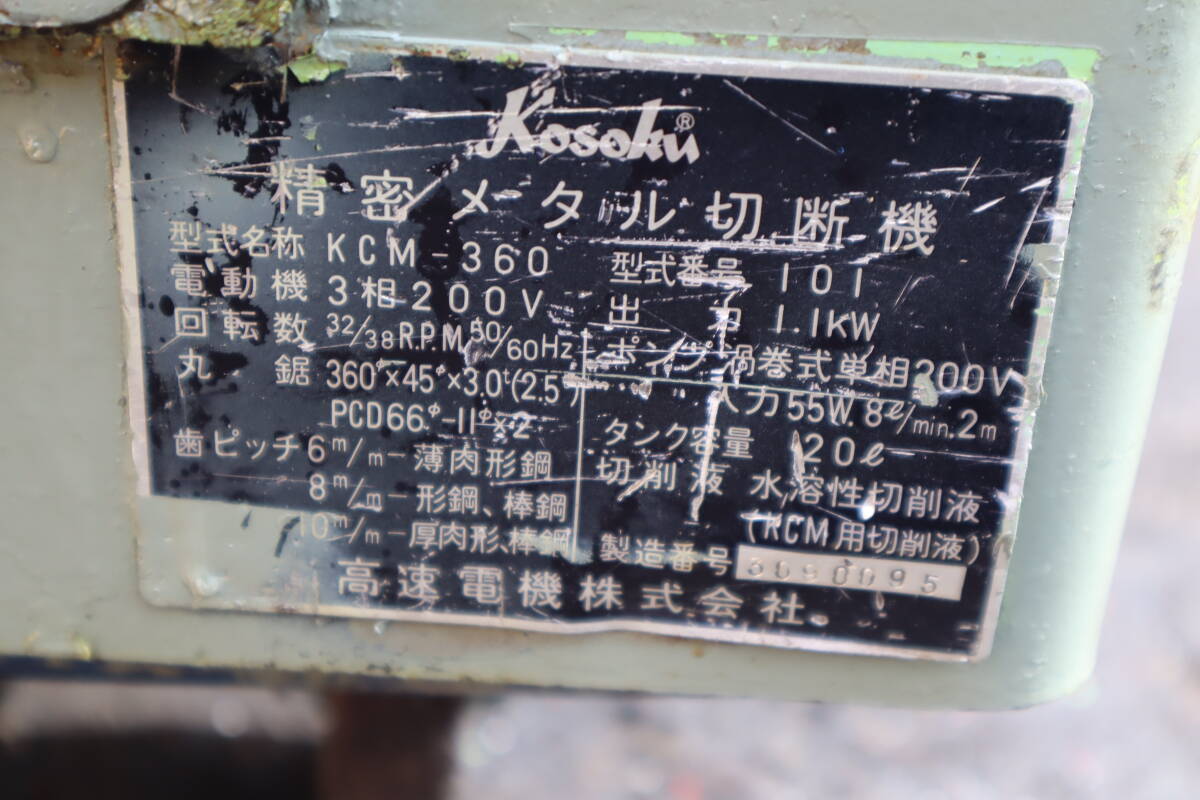 Kosoku®
精密メタル切断機
型式名称 KCM-360
電動機 3相200V
回転数 32/38R.P.M 50/60Hz
丸鋸 360φ×45φ×3.0t(2.5t)
PCD66φ-11φ×2
歯ピッチ 6m/m-薄肉形鋼
8m/m-形鋼、棒鋼
10m/m-厚肉形、棒鋼
型式番号 101
出力 1.1KW
ポンプ 渦巻式単相200V
入力55W.8ℓ/min.2m
タンク容量 20ℓ
切削液 水溶性切削液
(KCM用切削液)
製造番号
高速電機株式会社